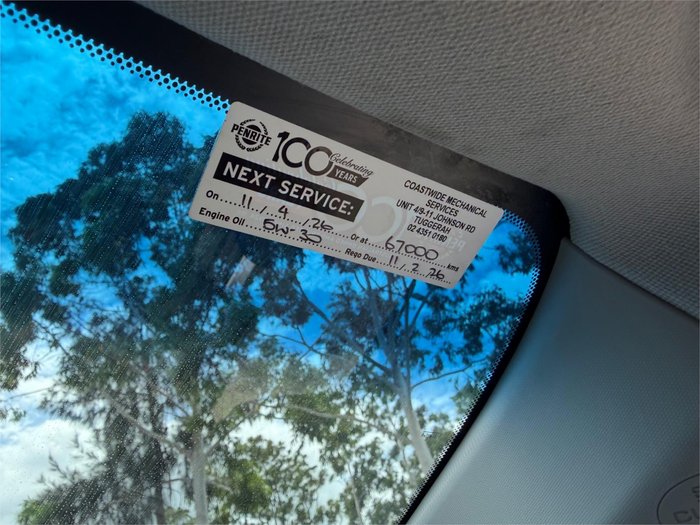 PENRITE
100 Celebrating YEARS
NEXT SERVICE:
COASTWIDE MECHANICAL
SERVICES
UNIT 4/9-11 JOHNSON RD
TUGGERAH
02 4351 0180
On 11 / 4 / 26 Or at 67000 kms
Engine Oil 5W-30 Rego Due 11 / 2 / 26